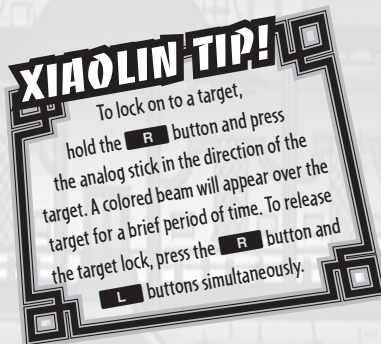 XIAOLIN TIP!
To lock on to a target,
hold the R button and press
the analog stick in the direction of the
target. A colored beam will appear over the
target for a brief period of time. To release
the target lock, press the R button and
L buttons simultaneously.